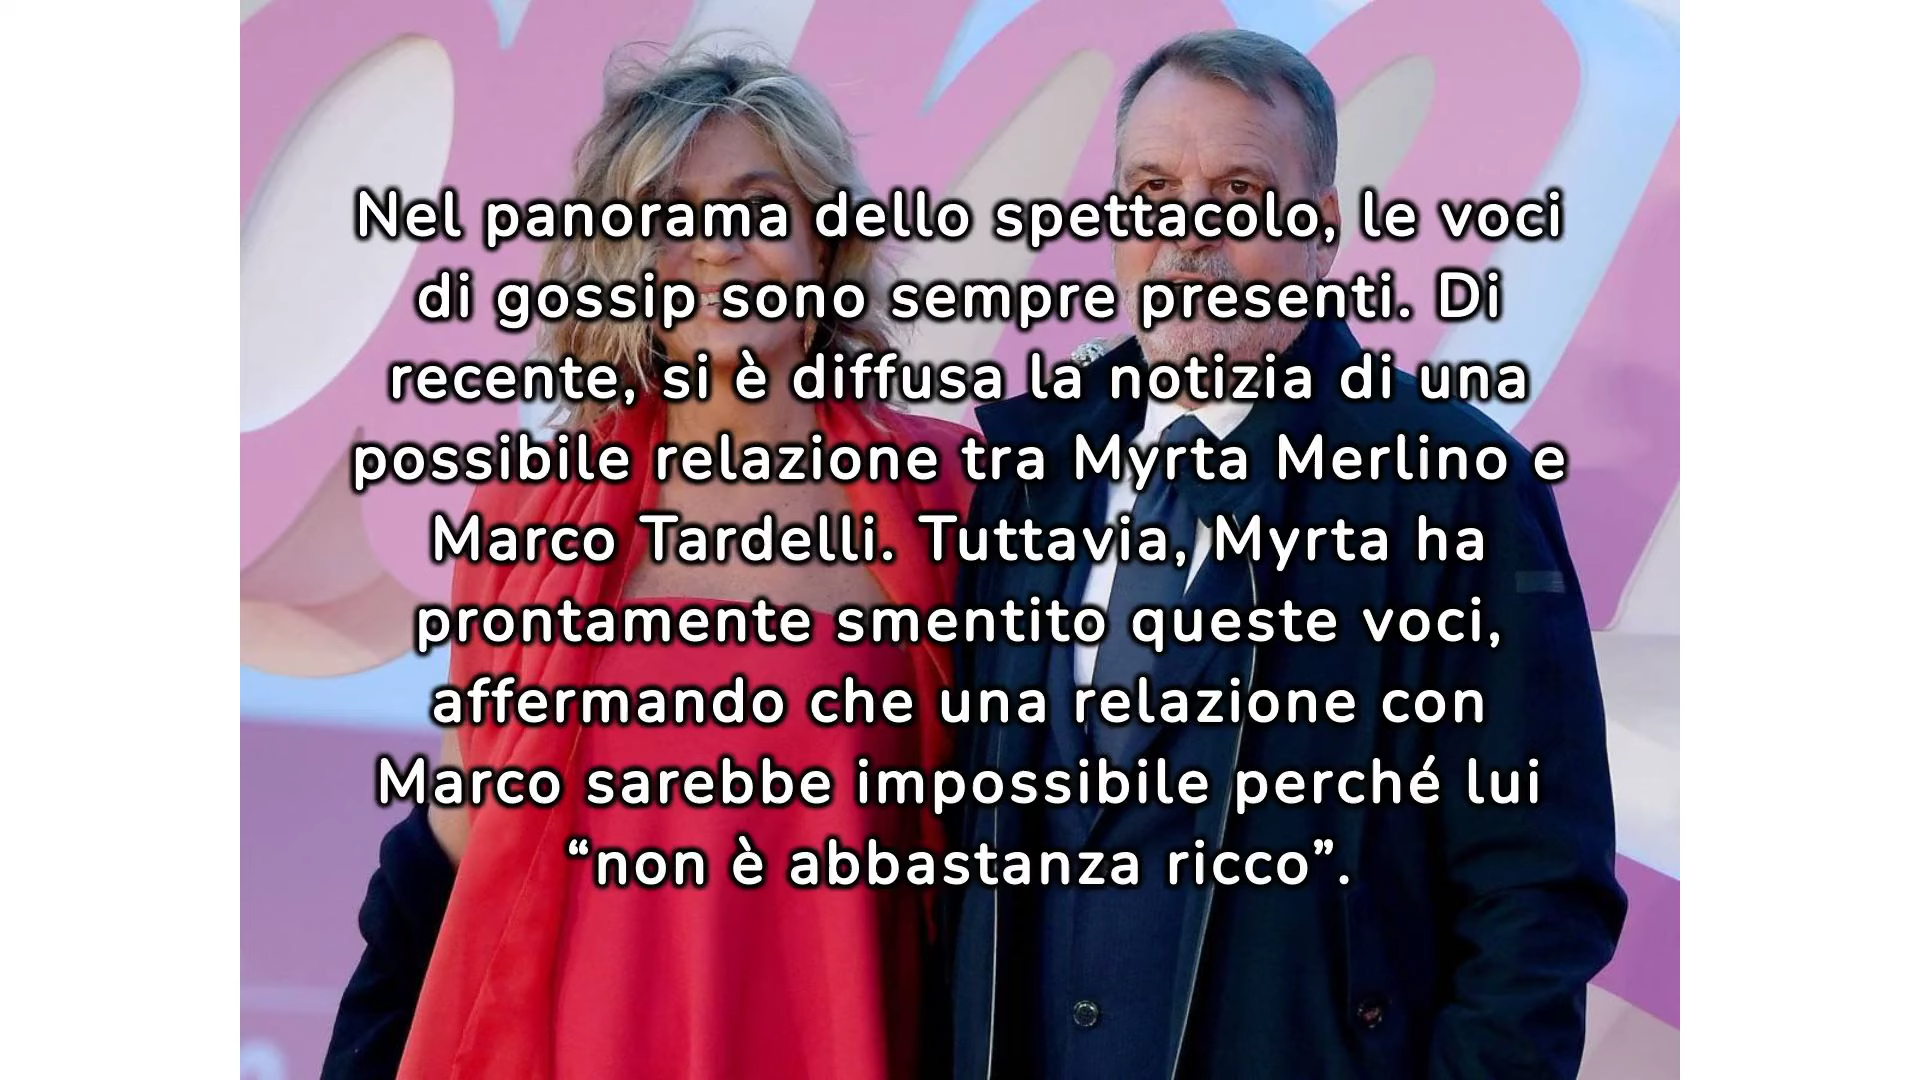 Nel panorama dello spettacolo, le voci
di gossip sono sempre presenti. Di
recente, si è diffusa la notizia di una
possibile relazione tra Myrta Merlino e
Marco Tardelli. Tuttavia, Myrta ha
prontamente smentito queste voci,
affermando che una relazione con
Marco sarebbe impossibile perché lui
“non è abbastanza ricco”.